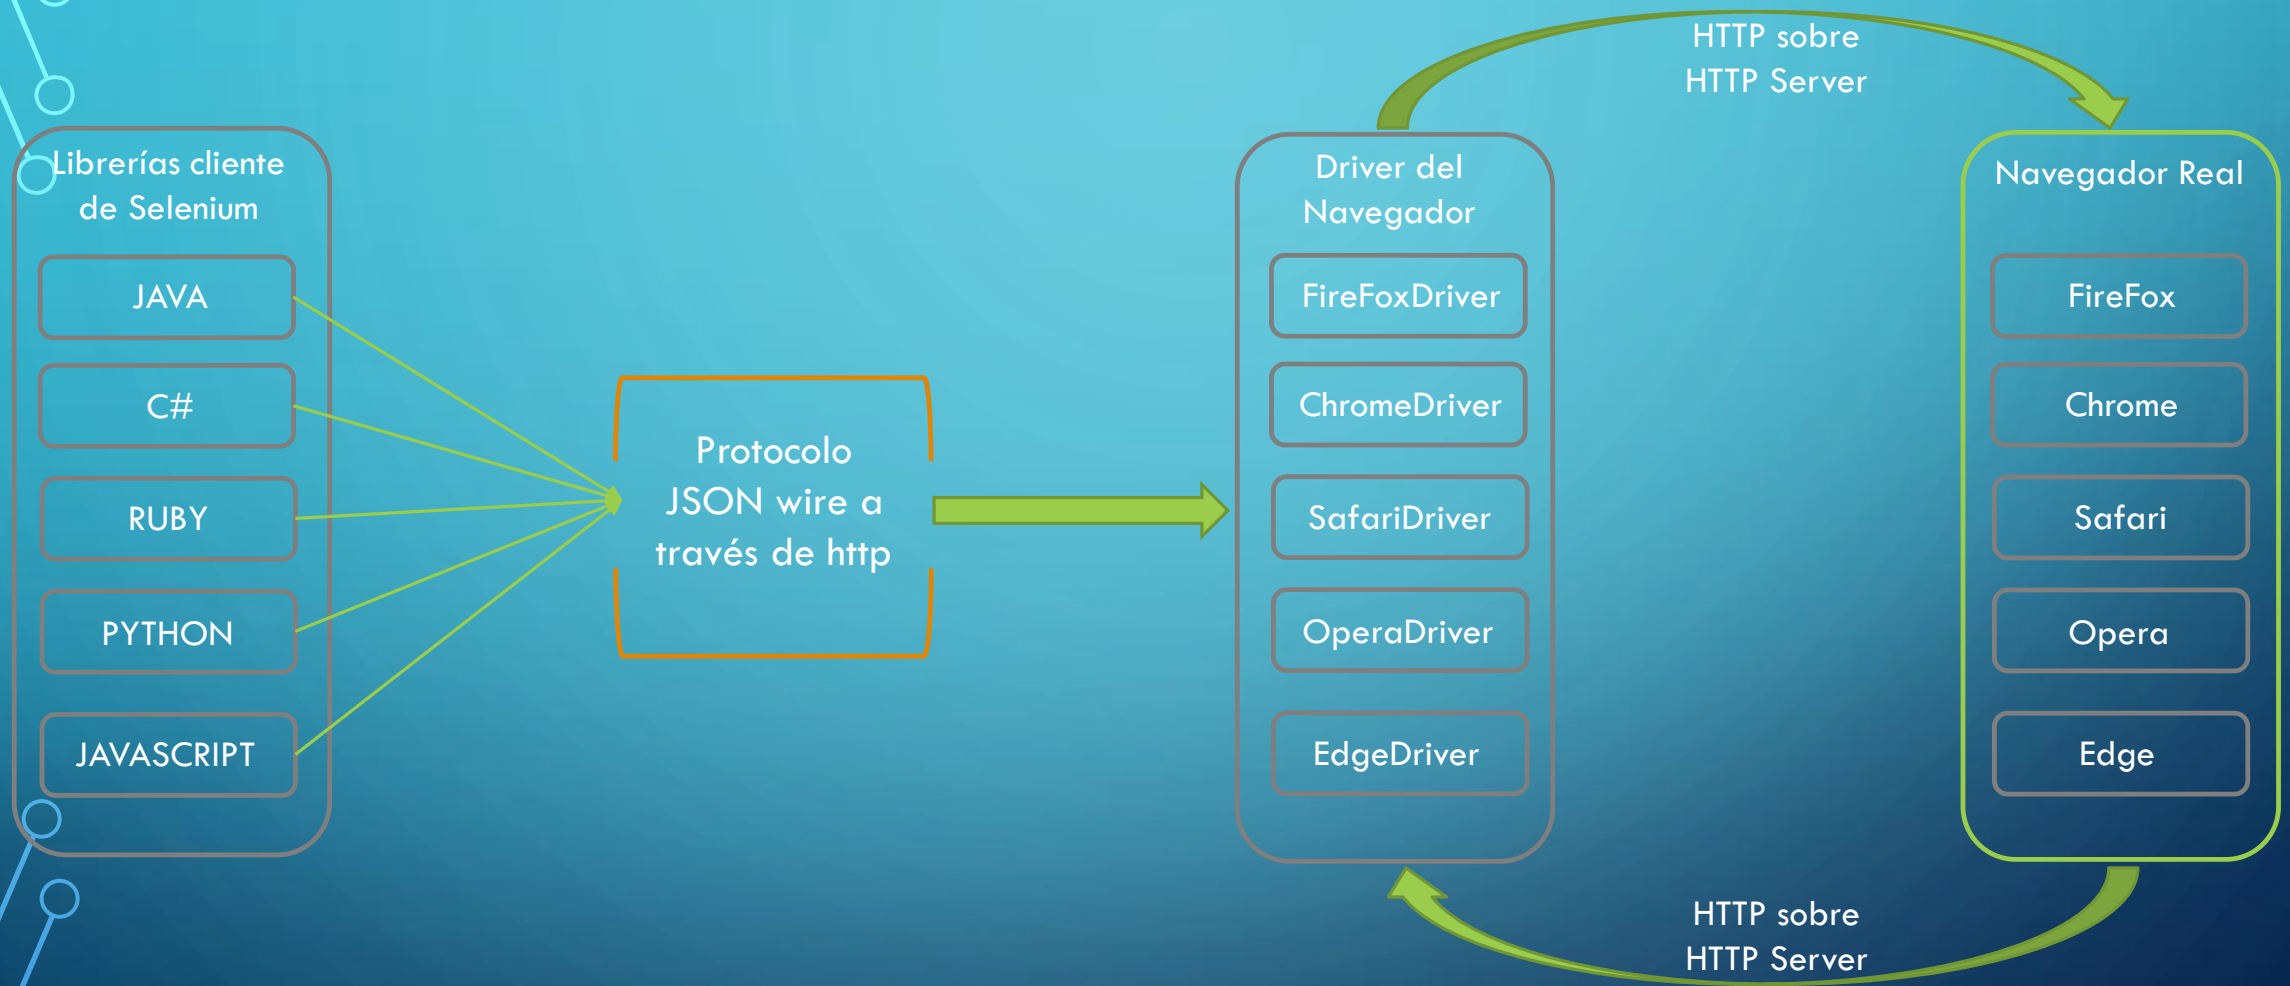 Librerías cliente
de Selenium
JAVA
C#
RUBY
PYTHON
JAVASCRIPT
Protocolo
JSON wire a
través de http
Driver del
Navegador
FireFoxDriver
ChromeDriver
SafariDriver
OperaDriver
EdgeDriver
HTTP sobre
HTTP Server
Navegador Real
FireFox
Chrome
Safari
Opera
Edge
HTTP sobre
HTTP Server